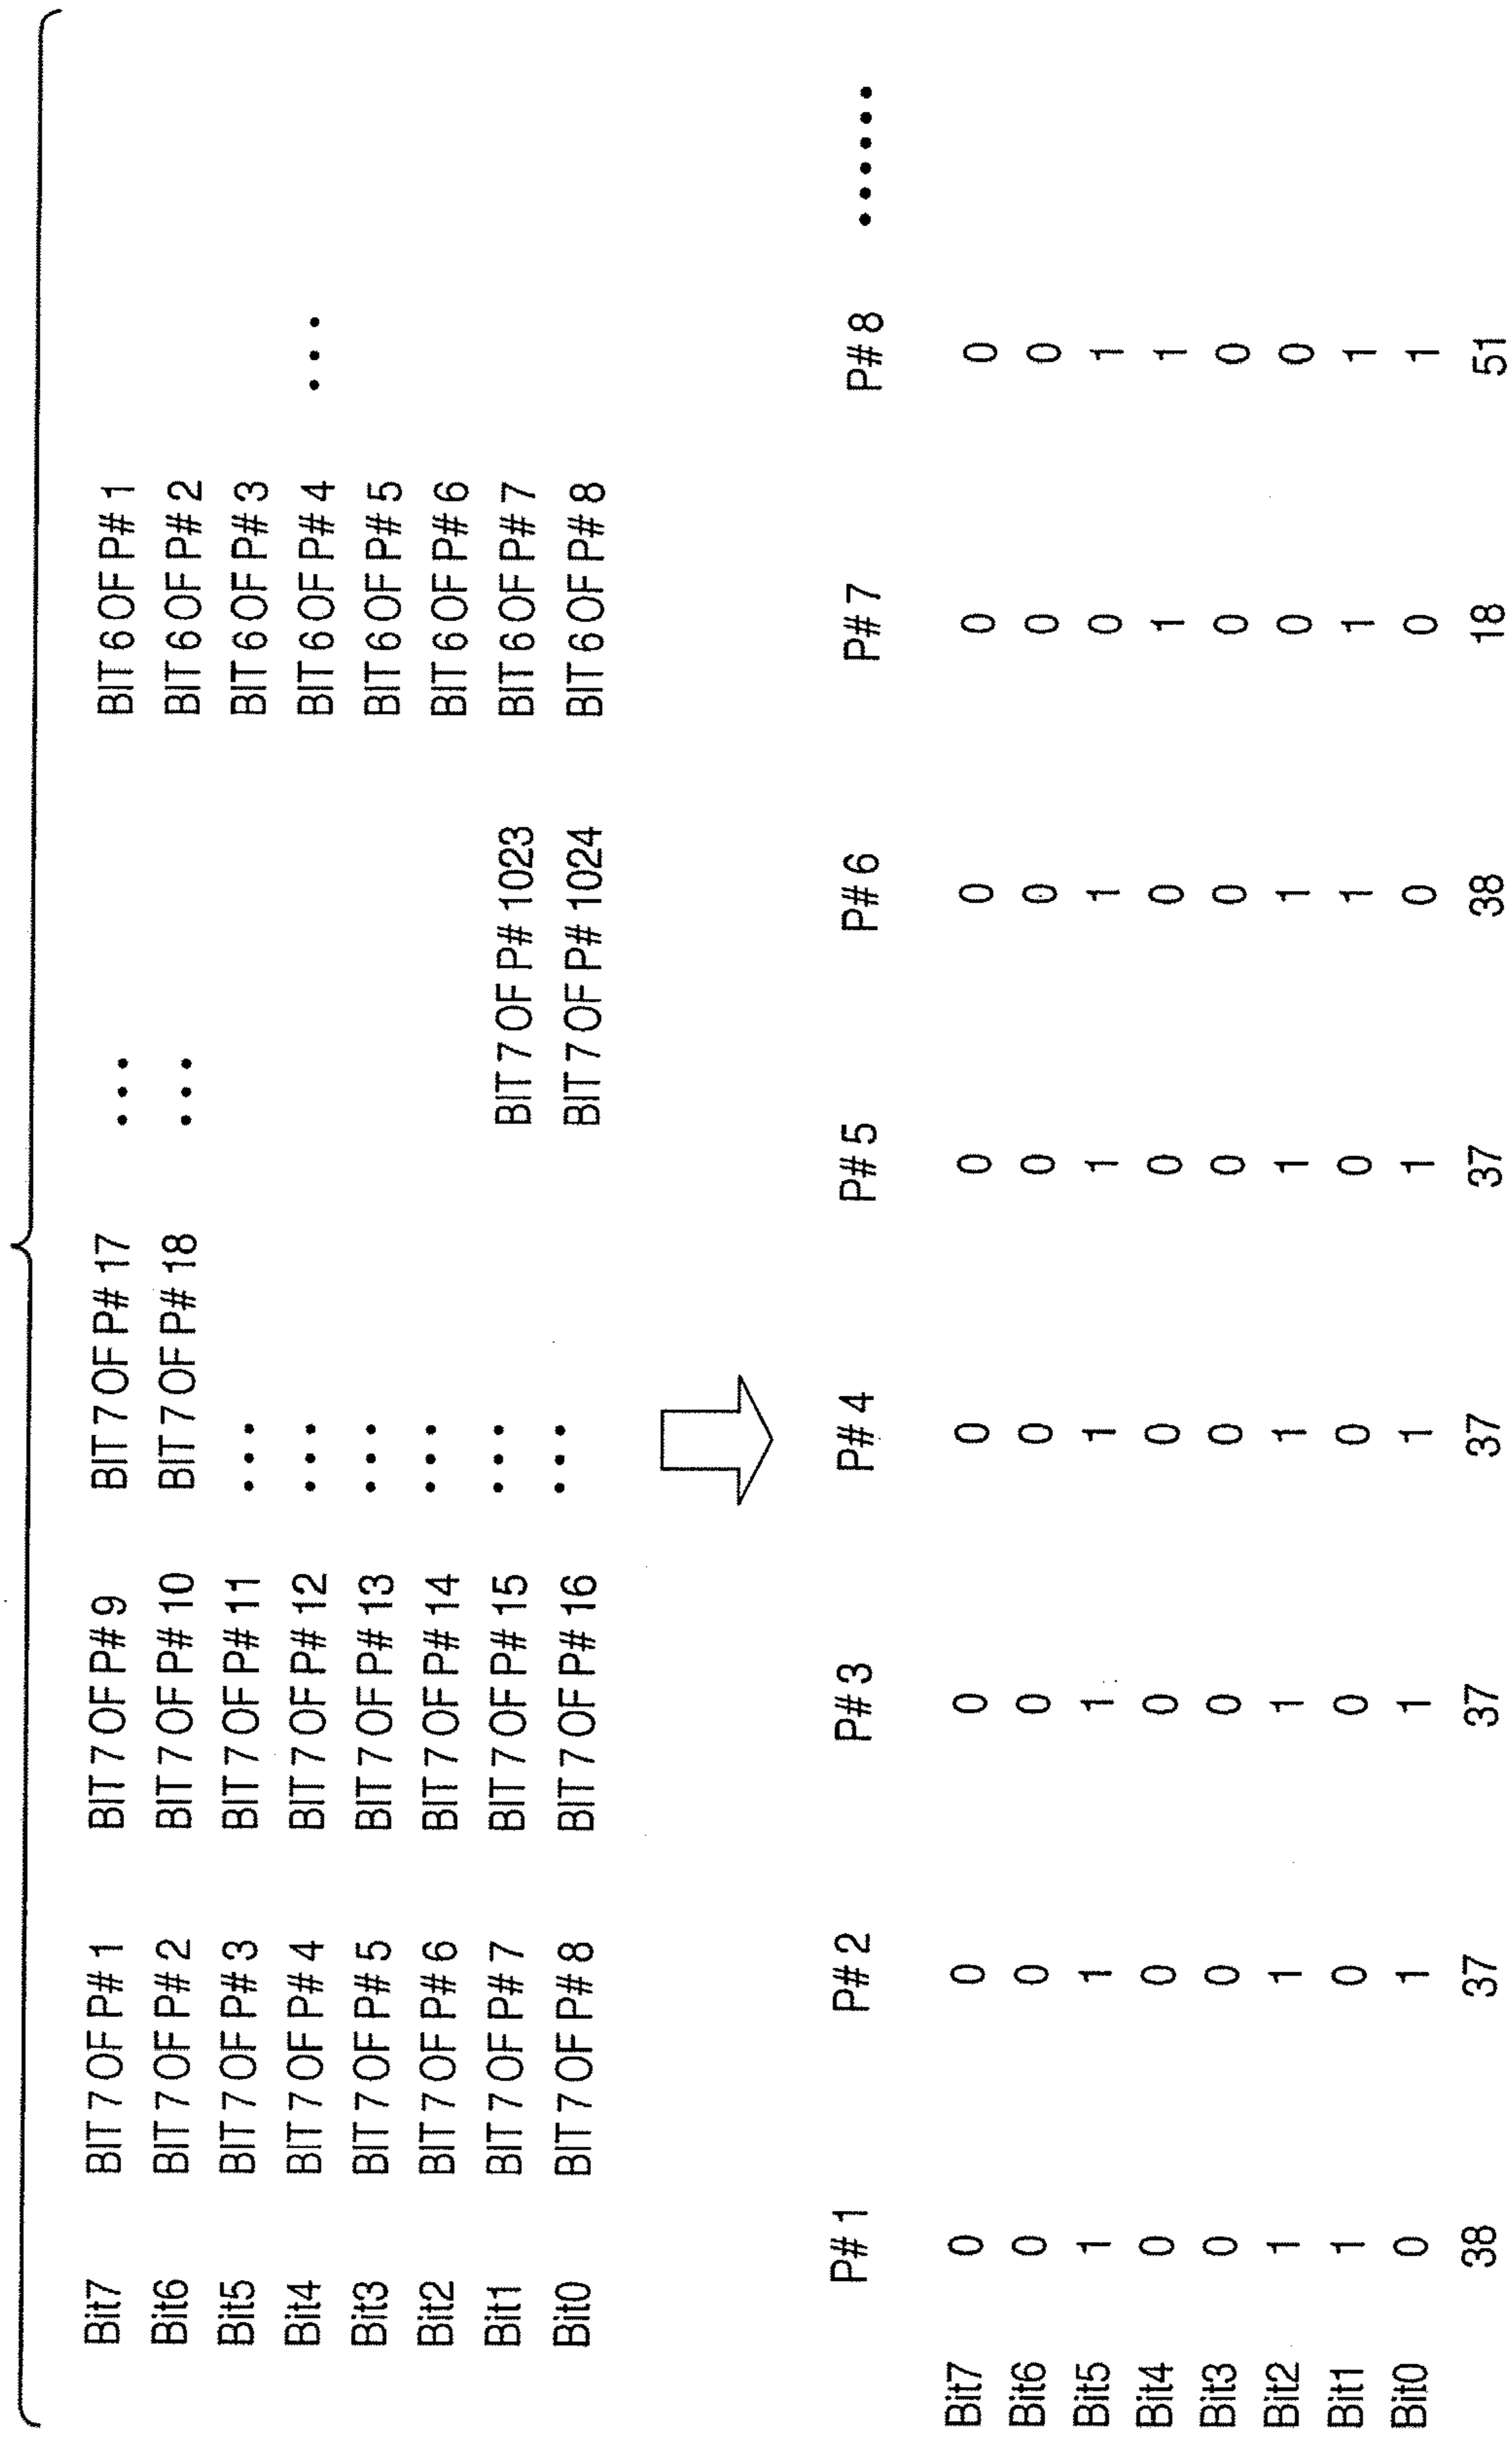 Bit7 BIT 7 OF P# 1 BIT 7 OF P# 9 BIT 7 OF P# 17 ••• BIT 6 OF P# 1
Bit6 BIT 7 OF P# 2 BIT 7 OF P# 10 BIT 7 OF P# 18 ••• BIT 6 OF P# 2
Bit5 BIT 7 OF P# 3 BIT 7 OF P# 11 ••• BIT 6 OF P# 3
Bit4 BIT 7 OF P# 4 BIT 7 OF P# 12 ••• BIT 6 OF P# 4 •••
Bit3 BIT 7 OF P# 5 BIT 7 OF P# 13 ••• BIT 6 OF P# 5
Bit2 BIT 7 OF P# 6 BIT 7 OF P# 14 ••• BIT 6 OF P# 6
Bit1 BIT 7 OF P# 7 BIT 7 OF P# 15 ••• BIT 7 OF P# 1023 BIT 6 OF P# 7
Bit0 BIT 7 OF P# 8 BIT 7 OF P# 16 ••• BIT 7 OF P# 1024 BIT 6 OF P# 8
P# 1 P# 2 P# 3 P# 4 P# 5 P# 6 P# 7 P# 8 ••••••
Bit7 0 0 0 0 0 0 0 0
Bit6 0 0 0 0 0 0 0 0
Bit5 1 1 1 1 1 1 0 1
Bit4 0 0 0 0 0 0 1 1
Bit3 0 0 0 0 0 0 0 0
Bit2 1 1 1 1 1 1 0 0
Bit1 1 0 0 0 0 1 1 1
Bit0 0 1 1 1 1 0 0 1
38 37 37 37 37 38 18 51